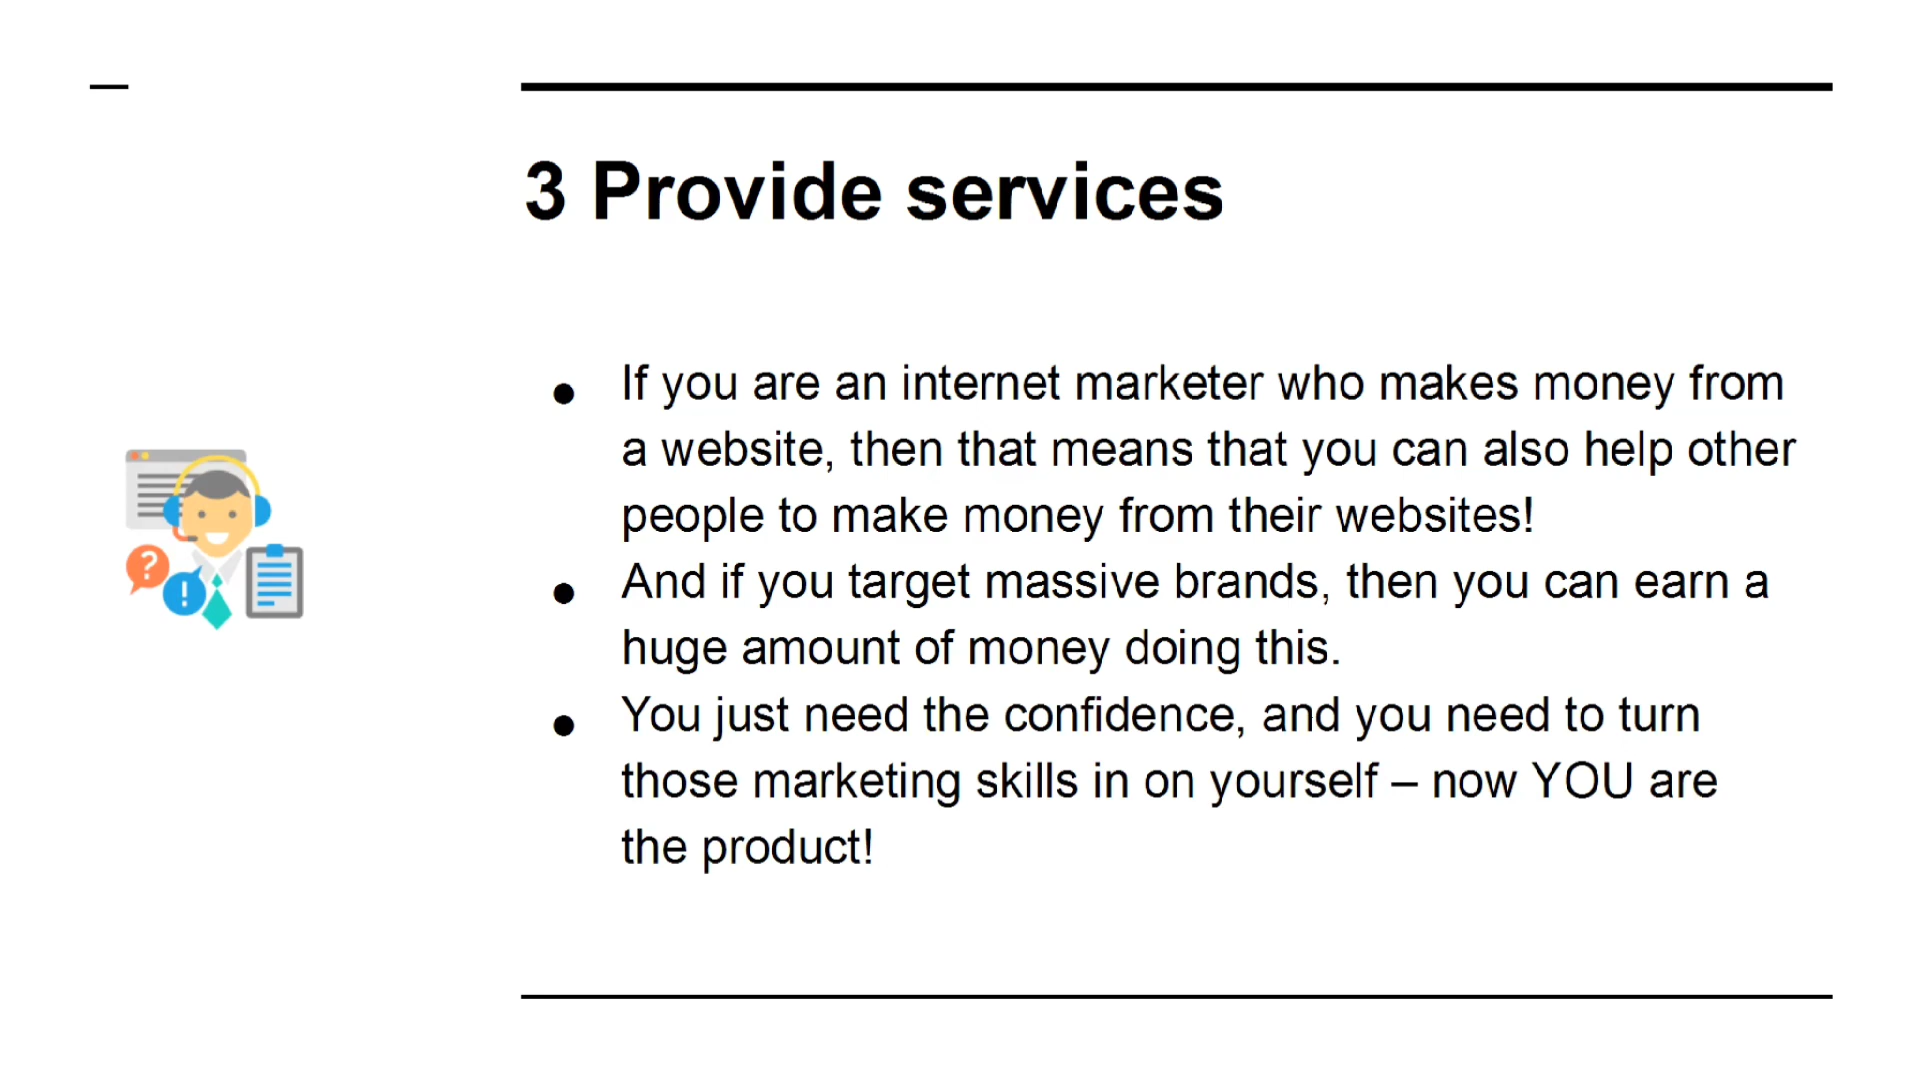 3 Provide services
● If you are an internet marketer who makes money from
a website, then that means that you can also help other
people to make money from their websites!
● And if you target massive brands, then you can earn a
huge amount of money doing this.
● You just need the confidence, and you need to turn
those marketing skills in on yourself – now YOU are
the product!
? !